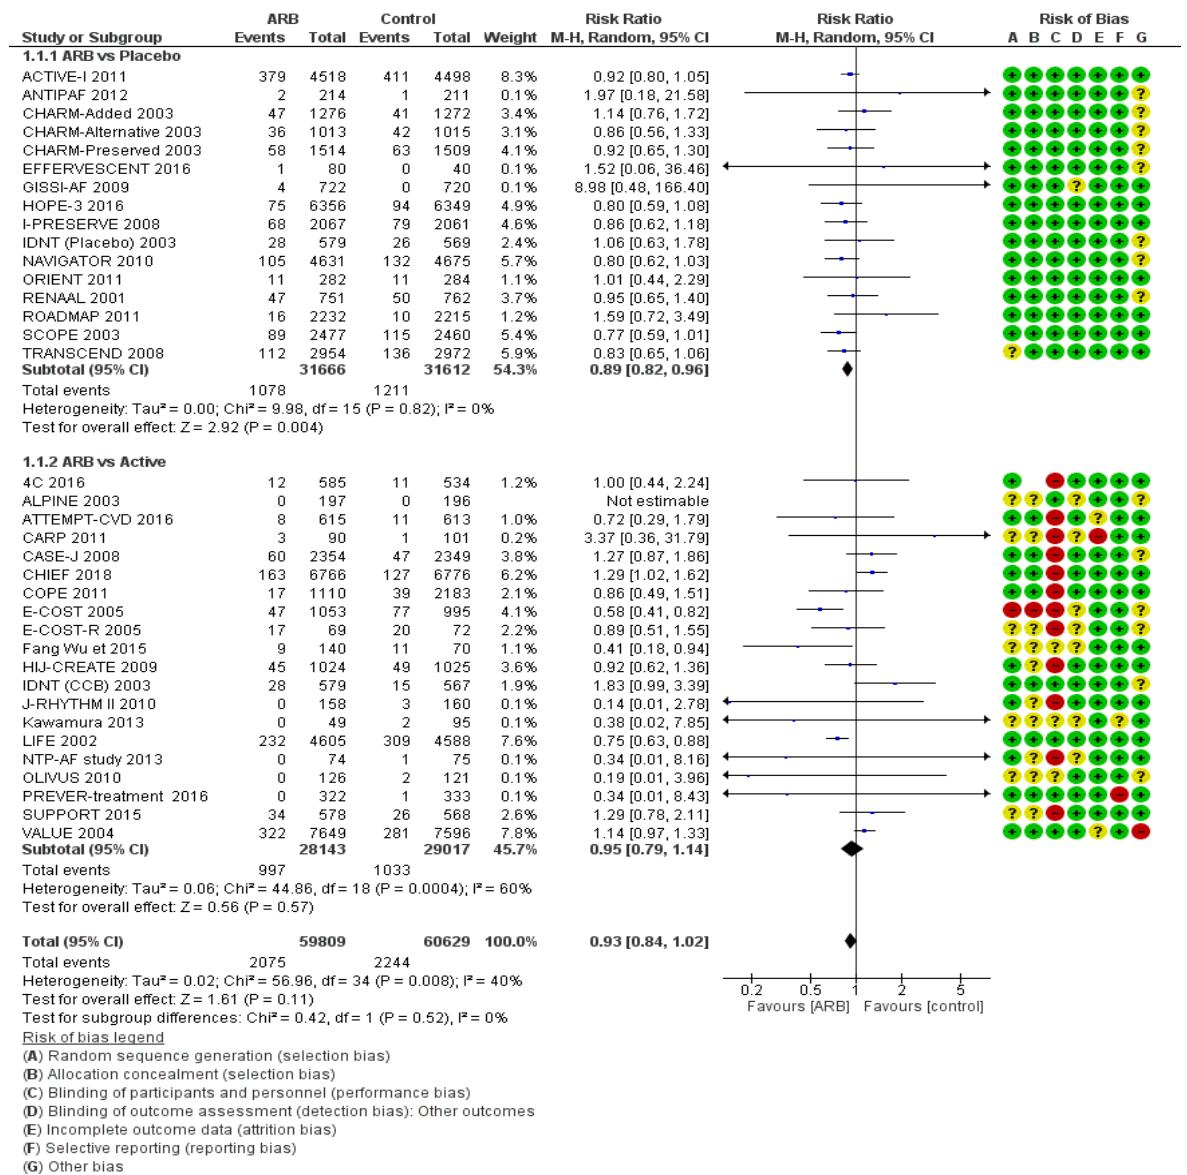 ARB Control Risk Ratio Risk Ratio Risk of Bias
Study or Subgroup Events Total Events Total Weight M-H, Random, 95% CI M-H, Random, 95% CI A B C D E F G
1.1.1 ARB vs Placebo
ACTIVE-I 2011 379 4518 411 4498 8.3% 0.92 [0.80, 1.05] + + + + + + +
ANTIPAF 2012 2 214 1 211 0.1% 1.97 [0.18, 21.58] + + + + + + ?
CHARM-Added 2003 47 1276 41 1272 3.4% 1.14 [0.76, 1.72] + + + + + + ?
CHARM-Alternative 2003 36 1013 42 1015 3.1% 0.86 [0.56, 1.33] + + + + + + ?
CHARM-Preserved 2003 58 1514 63 1509 4.1% 0.92 [0.65, 1.30] + + + + + + ?
EFFERVESCENT 2016 1 80 0 40 0.1% 1.52 [0.06, 36.46] + + + + + + ?
GISSI-AF 2009 4 722 0 720 0.1% 8.98 [0.48, 166.40] + + + ? + + +
HOPE-3 2016 75 6356 94 6349 4.9% 0.80 [0.59, 1.08] + + + + + + +
I-PRESERVE 2008 68 2067 79 2061 4.5% 0.86 [0.62, 1.18] + + + + + + +
IDNT (Placebo) 2003 28 579 26 569 2.4% 1.06 [0.63, 1.78] + + + + + + ?
NAVIGATOR 2010 105 4631 132 4675 5.7% 0.80 [0.62, 1.03] + + + + + + ?
ORIENT 2011 11 282 11 284 1.1% 1.01 [0.44, 2.29] + + + + + + +
RENAAL 2001 47 751 50 762 3.7% 0.95 [0.65, 1.40] + + + + + + ?
ROADMAP 2011 16 2232 10 2215 1.2% 1.59 [0.72, 3.49] + + + + + + +
SCOPE 2003 89 2477 115 2460 5.4% 0.77 [0.59, 1.01] + + + + + + +
TRANSCEND 2008 112 2954 136 2972 5.9% 0.83 [0.65, 1.06] ? + + + + + +
Subtotal (95% CI) 31666 31612 54.3% 0.89 [0.82, 0.96]
Total events 1078 1211
Heterogeneity: Tau² = 0.00; Chi² = 9.98, df = 15 (P = 0.82); I² = 0%
Test for overall effect: Z = 2.92 (P = 0.004)
1.1.2 ARB vs Active
4C 2016 12 585 11 534 1.2% 1.00 [0.44, 2.24] + - + + + +
ALPINE 2003 0 197 0 196 Not estimable ? ? + ? + + ?
ATTEMPT-CVD 2016 8 615 11 613 1.0% 0.72 [0.29, 1.79] + + - + ? + +
CARP 2011 3 90 1 101 0.2% 3.37 [0.36, 31.79] ? ? - ? - + +
CASE-J 2008 60 2354 47 2349 3.8% 1.27 [0.87, 1.86] + + - + + + ?
CHIEF 2018 163 6766 127 6776 6.2% 1.29 [1.02, 1.62] + + - + + + +
COPE 2011 17 1110 39 2183 2.2% 0.86 [0.49, 1.51] + + - + + + +
E-COST 2005 47 1053 77 995 4.1% 0.58 [0.41, 0.82] - - - ? + + ?
E-COST-R 2005 17 69 20 72 2.2% 0.89 [0.51, 1.55] ? ? - ? + + ?
Fang Wu et 2015 9 140 11 70 1.2% 0.41 [0.18, 0.94] ? ? ? ? + + +
HIJ-CREATE 2009 45 1024 49 1025 3.6% 0.92 [0.62, 1.36] + ? - + + + +
IDNT (CCB) 2003 28 579 15 567 1.9% 1.83 [0.99, 3.39] + + + + + + ?
J-RHYTHM II 2010 0 158 3 160 0.1% 0.14 [0.01, 2.78] + ? - + + + +
Kawamura 2013 0 49 2 95 0.1% 0.38 [0.02, 7.85] ? ? ? ? + ? +
LIFE 2002 232 4605 309 4588 7.6% 0.75 [0.63, 0.88] + + + + + + +
NTP-AF study 2013 0 74 1 75 0.1% 0.34 [0.01, 8.16] + ? - ? + + +
OLIVUS 2010 0 126 2 121 0.1% 0.19 [0.01, 3.96] ? ? ? + + + ?
PREVER-treatment 2016 0 322 1 333 0.1% 0.34 [0.01, 8.43] + + + + + - +
SUPPORT 2015 34 578 26 568 2.6% 1.29 [0.78, 2.11] ? ? - + + + +
VALUE 2004 322 7649 281 7596 7.8% 1.14 [0.97, 1.33] + + + + ? + -
Subtotal (95% CI) 28143 29017 45.7% 0.95 [0.79, 1.14]
Total events 997 1033
Heterogeneity: Tau² = 0.06; Chi² = 44.86, df = 18 (P = 0.0004); I² = 60%
Test for overall effect: Z = 0.56 (P = 0.57)
Total (95% CI) 59809 60629 100.0% 0.93 [0.84, 1.02]
Total events 2075 2244
Heterogeneity: Tau² = 0.02; Chi² = 56.96, df = 34 (P = 0.008); I² = 40%
Test for overall effect: Z = 1.61 (P = 0.11)
Test for subgroup differences: Chi² = 0.42, df = 1 (P = 0.52), I² = 0%
0.2 0.5 1 2 5
Favours [ARB] Favours [control]
Risk of bias legend
(A) Random sequence generation (selection bias)
(B) Allocation concealment (selection bias)
(C) Blinding of participants and personnel (performance bias)
(D) Blinding of outcome assessment (detection bias): Other outcomes
(E) Incomplete outcome data (attrition bias)
(F) Selective reporting (reporting bias)
(G) Other bias